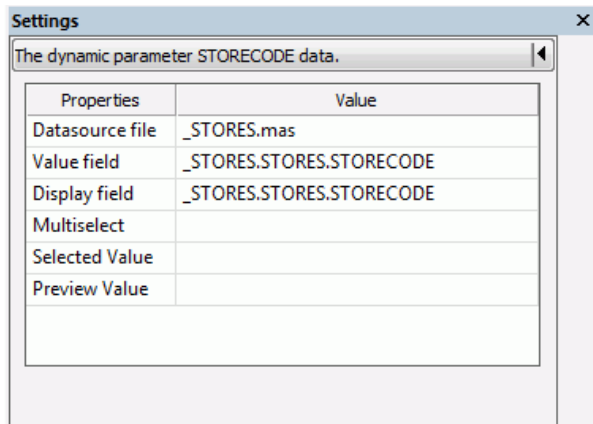 Settings
The dynamic parameter STORECODE data.
Properties Value
Datasource file _STORES.mas
Value field _STORES.STORES.STORECODE
Display field _STORES.STORES.STORECODE
Multiselect
Selected Value
Preview Value